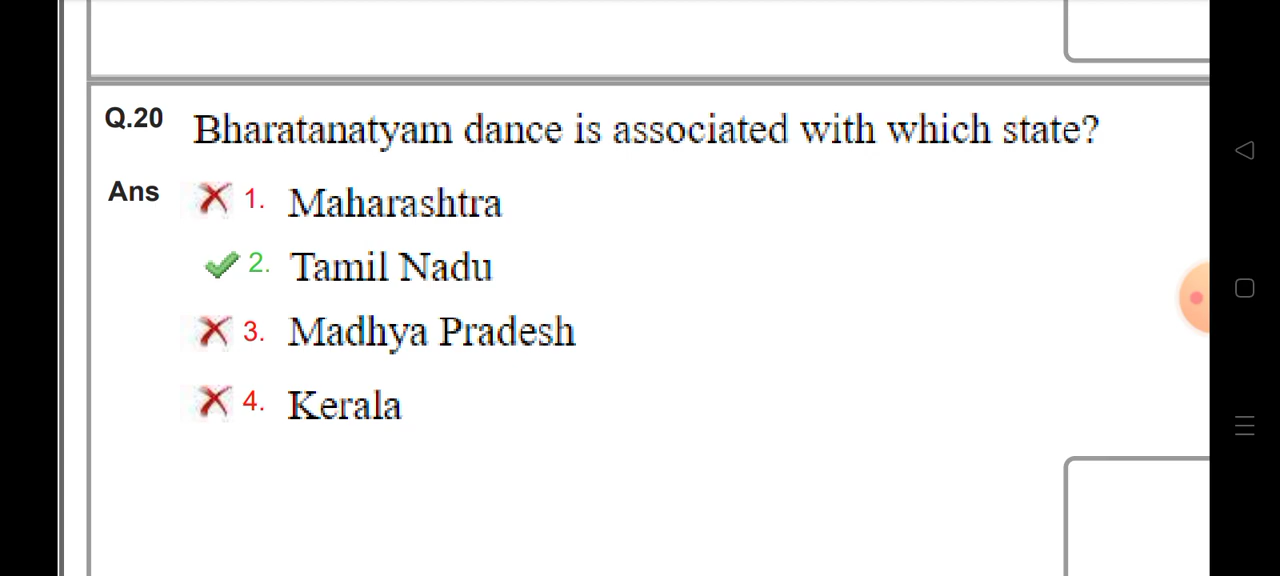 Q.20 Bharatanatyam dance is associated with which state?
Ans 1. Maharashtra
2. Tamil Nadu
3. Madhya Pradesh
4. Kerala